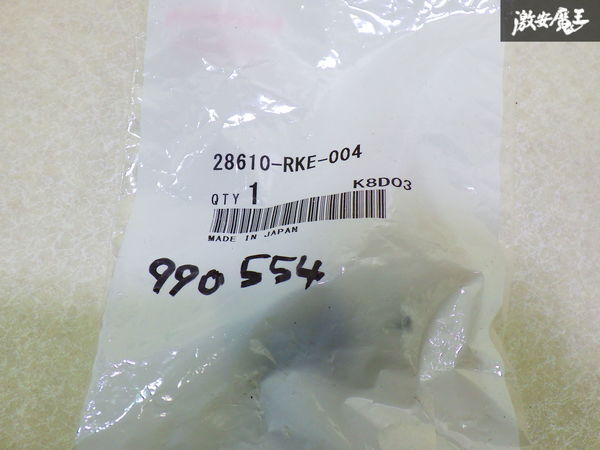 激安魔王
28610-RKE-004
QTY 1 K8D03
MADE IN JAPAN
990 554